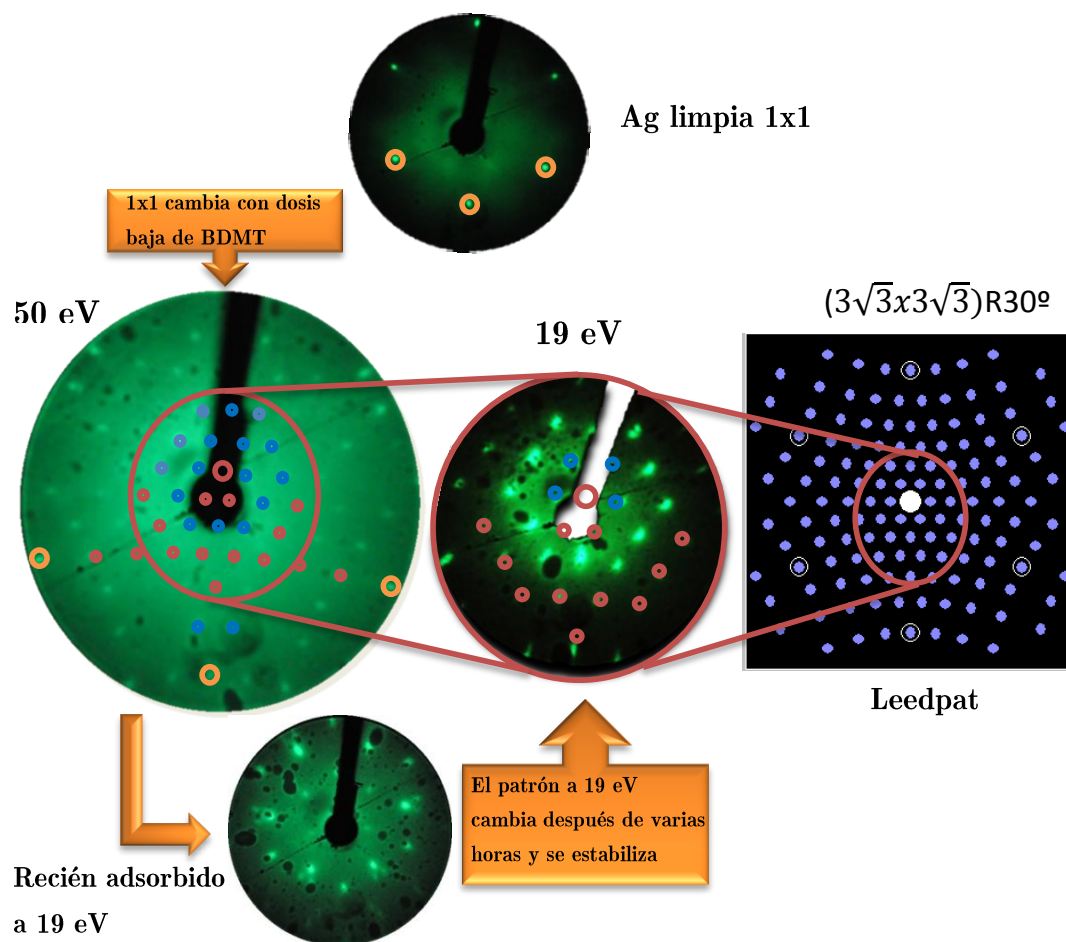 Ag limpia 1x1
1x1 cambia con dosis
baja de BDMT
50 eV
19 eV
(3√3x3√3)R30º
Leedpat
El patrón a 19 eV
cambia después de varias
horas y se estabiliza
Recién adsorbido
a 19 eV